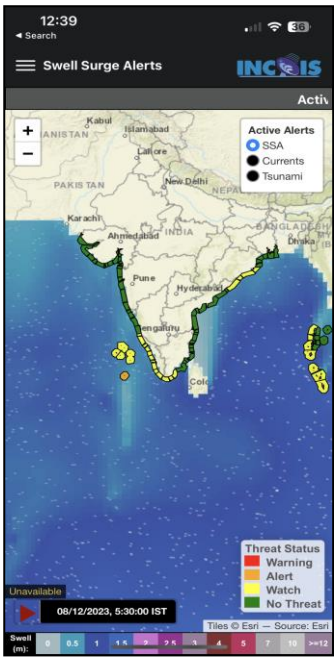 12:39
36
◂ Search
Swell Surge Alerts
INCOIS
Activ
+
−
Active Alerts
SSA
Currents
Tsunami
Kabul
ANISTAN
Islamabad
Lahore
PAKISTAN
New Delhi
NEPA
Karachi
Ahmedabad
INDIA
BANGLADESH
Dhaka
Pune
Hyderabad
Bengaluru
Colo
Threat Status
Warning
Alert
Watch
No Threat
Unavailable
08/12/2023, 5:30:00 IST
Tiles © Esri — Source: Esri
Swell (m):
0 0.5 1 1.5 2 2.5 3 4 5 7 10 >=12